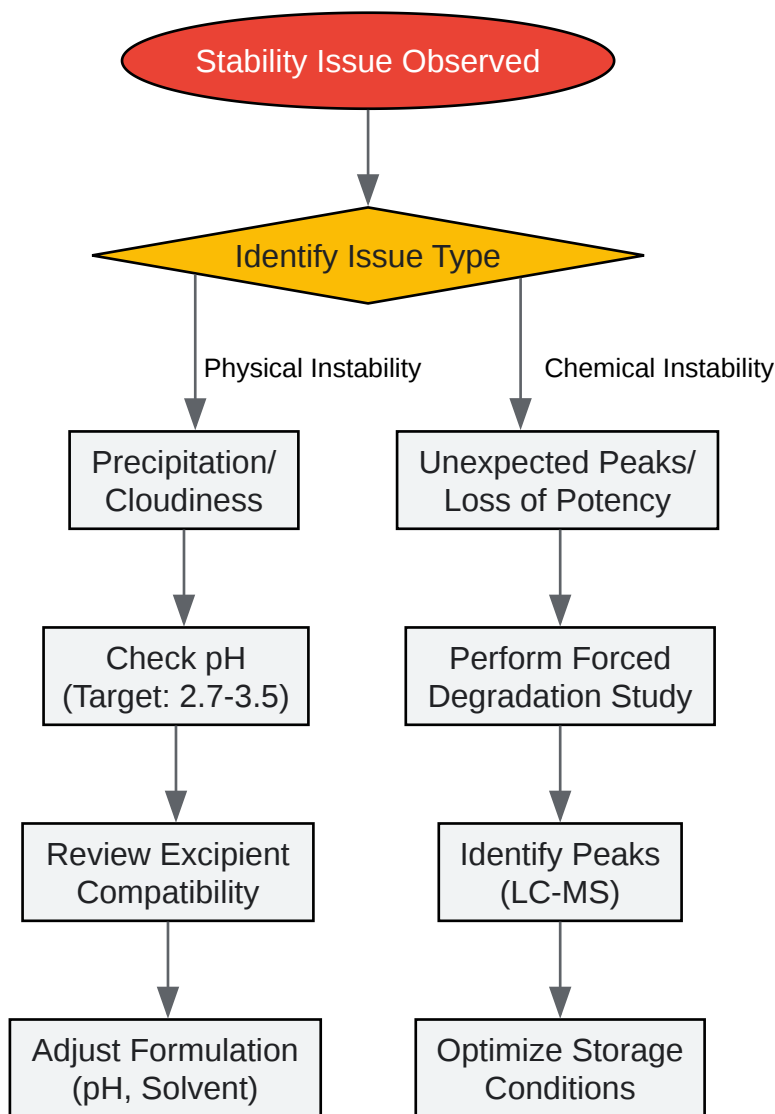 Stability Issue Observed
Identify Issue Type
Physical Instability
Chemical Instability
Precipitation/
Cloudiness
Unexpected Peaks/
Loss of Potency
Check pH
(Target: 2.7-3.5)
Perform Forced
Degradation Study
Review Excipient
Compatibility
Identify Peaks
(LC-MS)
Adjust Formulation
(pH, Solvent)
Optimize Storage
Conditions